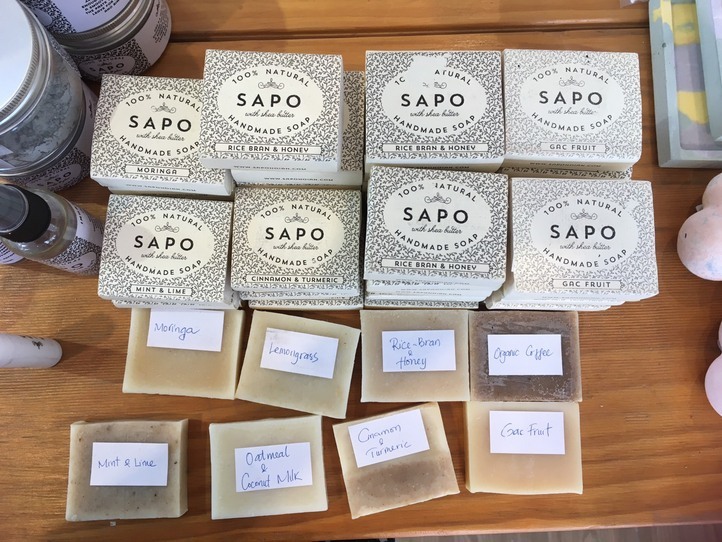 SAPO
100% NATURAL
SAPO
with shea butter
HANDMADE SOAP
MORINGA
100% NATURAL
SAPO
with shea butter
HANDMADE SOAP
RICE BRAN & HONEY
SAPO
with shea butter
HANDMADE SOAP
RICE BRAN & HONEY
100% NATURAL
SAPO
with shea butter
HANDMADE SOAP
GAC FRUIT
100% NATURAL
SAPO
with shea butter
HANDMADE SOAP
MINT & LIME
100% NATURAL
SAPO
with shea butter
HANDMADE SOAP
CINNAMON & TURMERIC
100%
SAPO
with shea butter
HANDMADE SOAP
RICE BRAN & HONEY
100% NATURAL
SAPO
with shea butter
HANDMADE SOAP
GAC FRUIT
Moringa
Lemongrass
Rice-Bran
&
Honey
Organic Coffee
Mint & Lime
Oatmeal
&
Coconut Milk
&
Turmeric
Gac Fruit